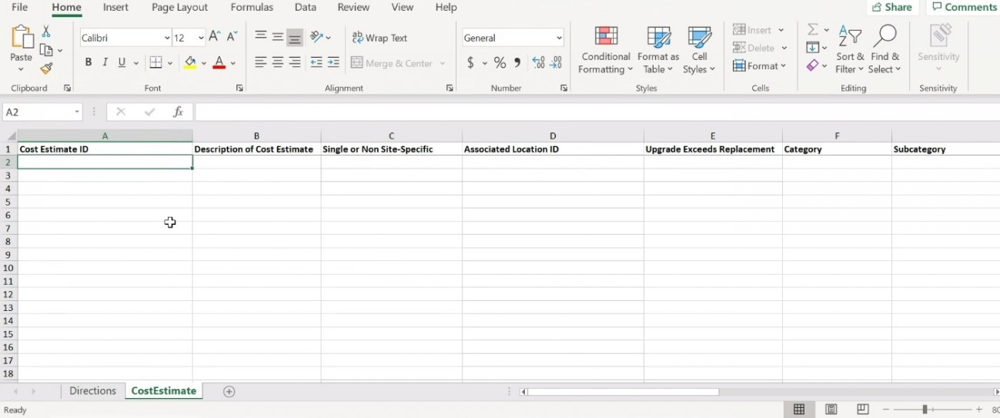 File Home Insert Page Layout Formulas Data Review View Help Share Comments
Calibri 12 A A ab Wrap Text General Insert
Paste Delete
B I U A Merge & Center $ % Conditional Format as Cell Format Sort & Find & Sensitivity
Formatting Table Styles Filter Select
Clipboard Font Alignment Number Styles Cells Editing Sensitivity
A2 fx
A B C D E F
1 Cost Estimate ID Description of Cost Estimate Single or Non Site-Specific Associated Location ID Upgrade Exceeds Replacement Category Subcategory
2
3
4
5
6
7
8
9
10
11
12
13
14
15
16
17
18
Directions CostEstimate
Ready 80